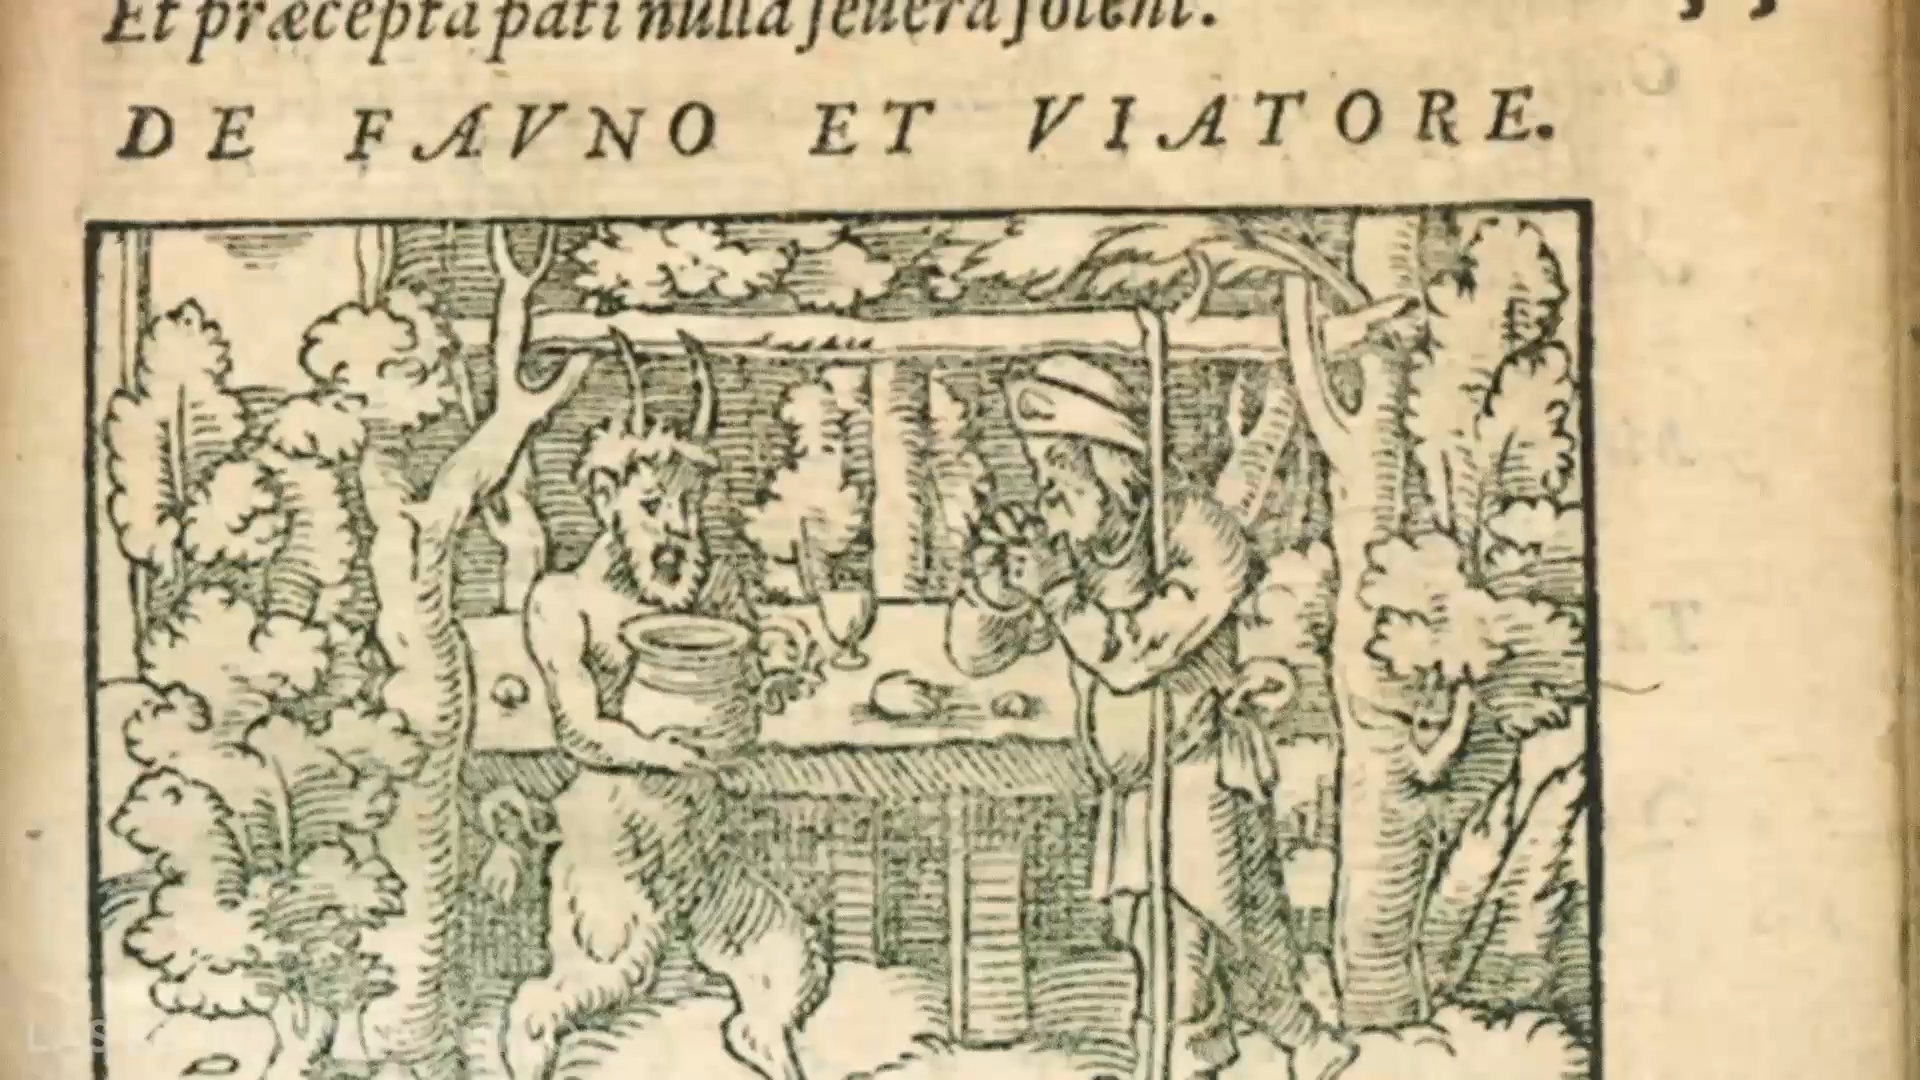 Et præcepta pati nulla ſeuera ſolent.
DE FAVNO ET VIATORE.